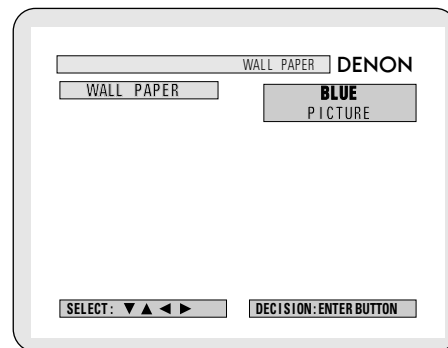 WALL PAPER DENON
WALL PAPER
BLUE
PICTURE
SELECT: ▼ ▲ ◄ ►
DECISION: ENTER BUTTON